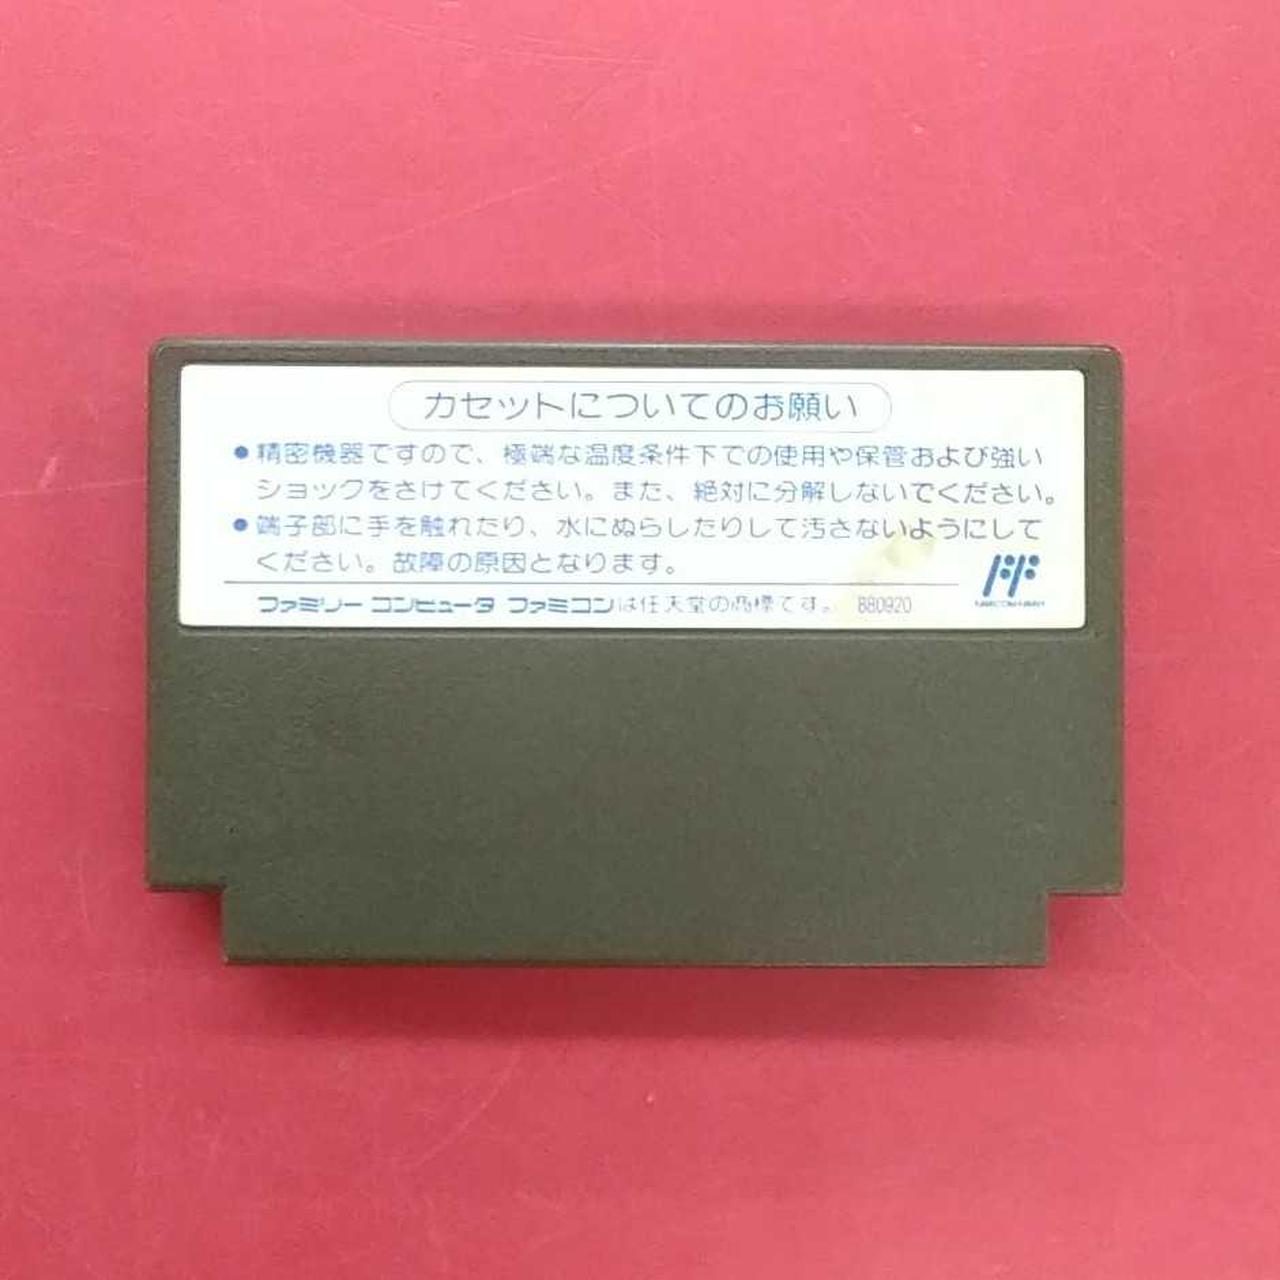 カセットについてのお願い
●精密機器ですので、極端な温度条件下での使用や保管および強い
ショックをさけてください。また、絶対に分解しないでください。
●端子部に手を触れたり、水にぬらしたりして汚さないようにして
ください。故障の原因となります。
ファミリー コンピュータ ファミコンは任天堂の商標です。 880920